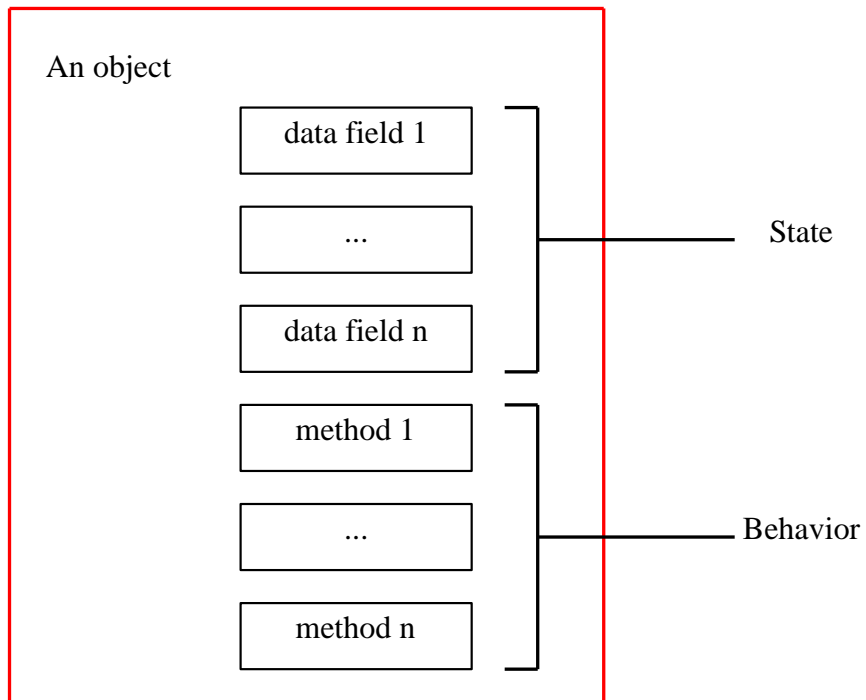 An object
data field 1
...
data field n
State
method 1
...
method n
Behavior